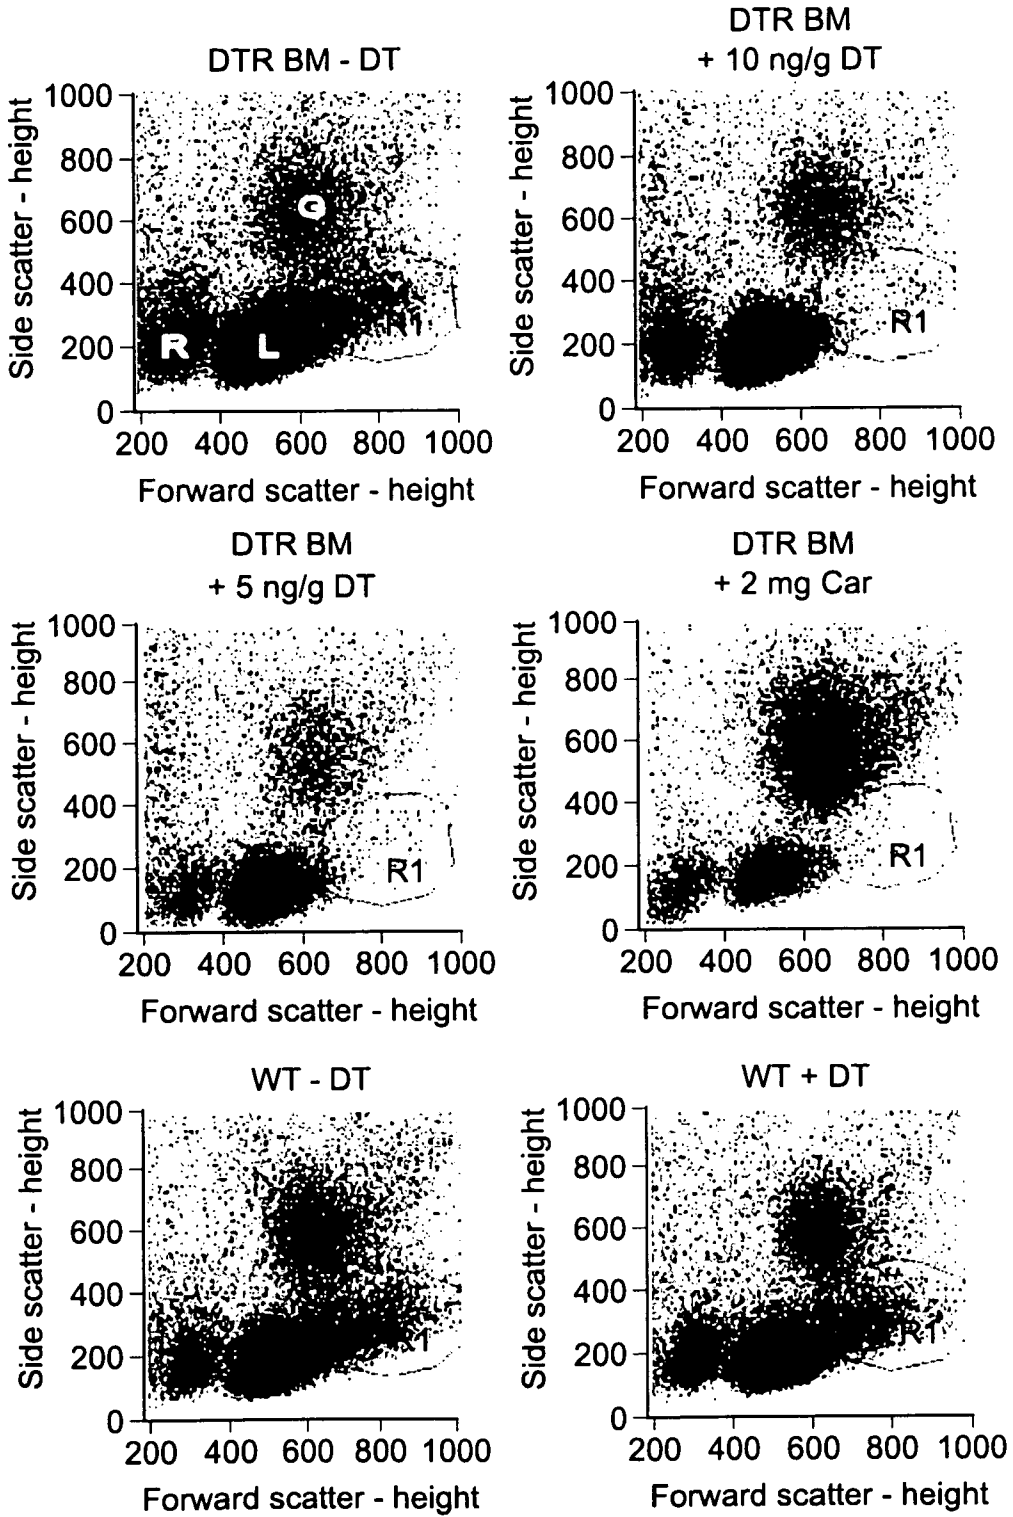 DTR BM - DT
1000
800
600
400
200
0
Side scatter - height
G
R
L
R1
200 400 600 800 1000
Forward scatter - height
DTR BM
+ 10 ng/g DT
1000
800
600
400
200
0
Side scatter - height
R1
200 400 600 800 1000
Forward scatter - height
DTR BM
+ 5 ng/g DT
1000
800
600
400
200
0
Side scatter - height
R1
200 400 600 800 1000
Forward scatter - height
DTR BM
+ 2 mg Car
1000
800
600
400
200
0
Side scatter - height
R1
200 400 600 800 1000
Forward scatter - height
WT - DT
1000
800
600
400
200
0
Side scatter - height
1
200 400 600 800 1000
Forward scatter - height
WT + DT
1000
800
600
400
200
0
Side scatter - height
R1
200 400 600 800 1000
Forward scatter - height